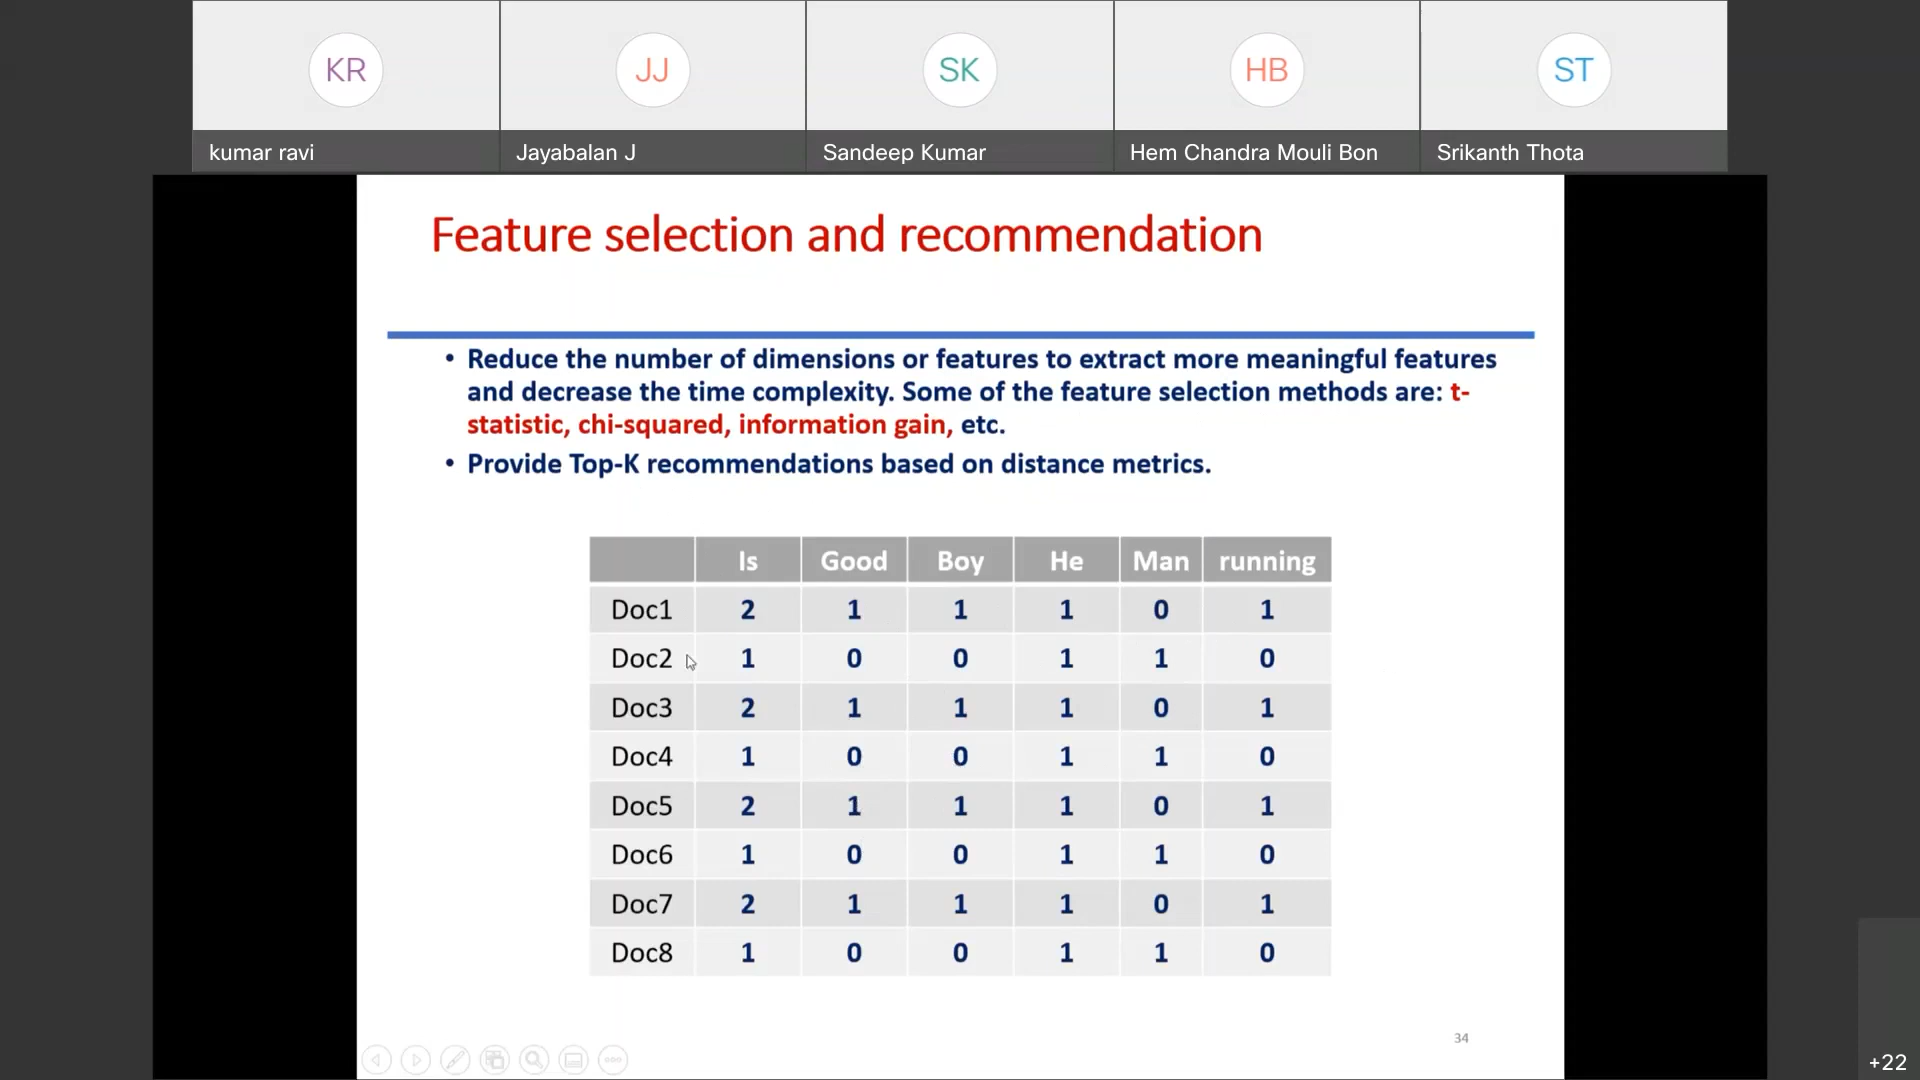 KR
JJ
SK
HB
ST
kumar ravi
Jayabalan J
Sandeep Kumar
Hem Chandra Mouli Bon
Srikanth Thota
Feature selection and recommendation
• Reduce the number of dimensions or features to extract more meaningful features
and decrease the time complexity. Some of the feature selection methods are: t-
statistic, chi-squared, information gain, etc.
• Provide Top-K recommendations based on distance metrics.
Is Good Boy He Man running
Doc1 2 1 1 1 0 1
Doc2 1 0 0 1 1 0
Doc3 2 1 1 1 0 1
Doc4 1 0 0 1 1 0
Doc5 2 1 1 1 0 1
Doc6 1 0 0 1 1 0
Doc7 2 1 1 1 0 1
Doc8 1 0 0 1 1 0
34
+22